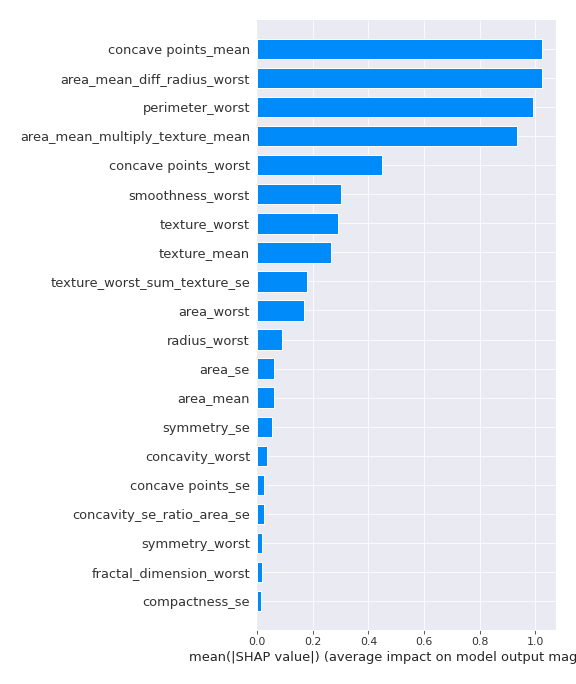 concave points_mean
area_mean_diff_radius_worst
perimeter_worst
area_mean_multiply_texture_mean
concave points_worst
smoothness_worst
texture_worst
texture_mean
texture_worst_sum_texture_se
area_worst
radius_worst
area_se
area_mean
symmetry_se
concavity_worst
concave points_se
concavity_se_ratio_area_se
symmetry_worst
fractal_dimension_worst
compactness_se
0.0 0.2 0.4 0.6 0.8 1.0
mean(|SHAP value|) (average impact on model output mag